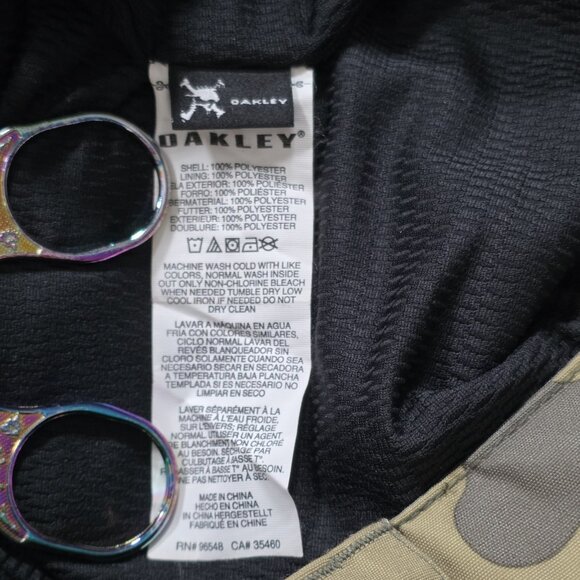 OAKLEY
OAKLEY®
SHELL: 100% POLYESTER
LINING: 100% POLYESTER
ELA EXTERIOR: 100% POLIÉSTER
FORRO: 100% POLIÉSTER
BERMATERIAL: 100% POLYESTER
FUTTER: 100% POLYESTER
EXTERIEUR: 100% POLYESTER
DOUBLURE: 100% POLYESTER
MACHINE WASH COLD WITH LIKE
COLORS, NORMAL WASH INSIDE
OUT ONLY NON-CHLORINE BLEACH
WHEN NEEDED TUMBLE DRY LOW
COOL IRON IF NEEDED DO NOT
DRY CLEAN
LAVAR A MÁQUINA EN AGUA
FRIA CON COLORES SIMILARES,
CICLO NORMAL LAVAR DEL
REVÉS BLANQUEADOR SIN
CLORO SOLAMENTE CUANDO SEA
NECESARIO SECAR EN SECADORA
A TEMPERATURA BAJA PLANCHA
TEMPLADA SI ES NECESARIO NO
LIMPIAR EN SECO
LAVER SÉPARÉMENT À LA
MACHINE À L'EAU FROIDE,
SUR L'ENVERS; RÉGLAGE
NORMAL. UTILISER UN AGENT
DE BLANCHIMENT NON CHLORÉ
AU BESOIN. SÉCHAGE PAR
CULBUTAGE À BASSE T°.
REPASSER À BASSE T° AU BESOIN.
NE PAS NETTOYER À SEC.
MADE IN CHINA
HECHO EN CHINA
IN CHINA HERGESTELLT
FABRIQUÉ EN CHINE
RN# 96548 CA# 35460